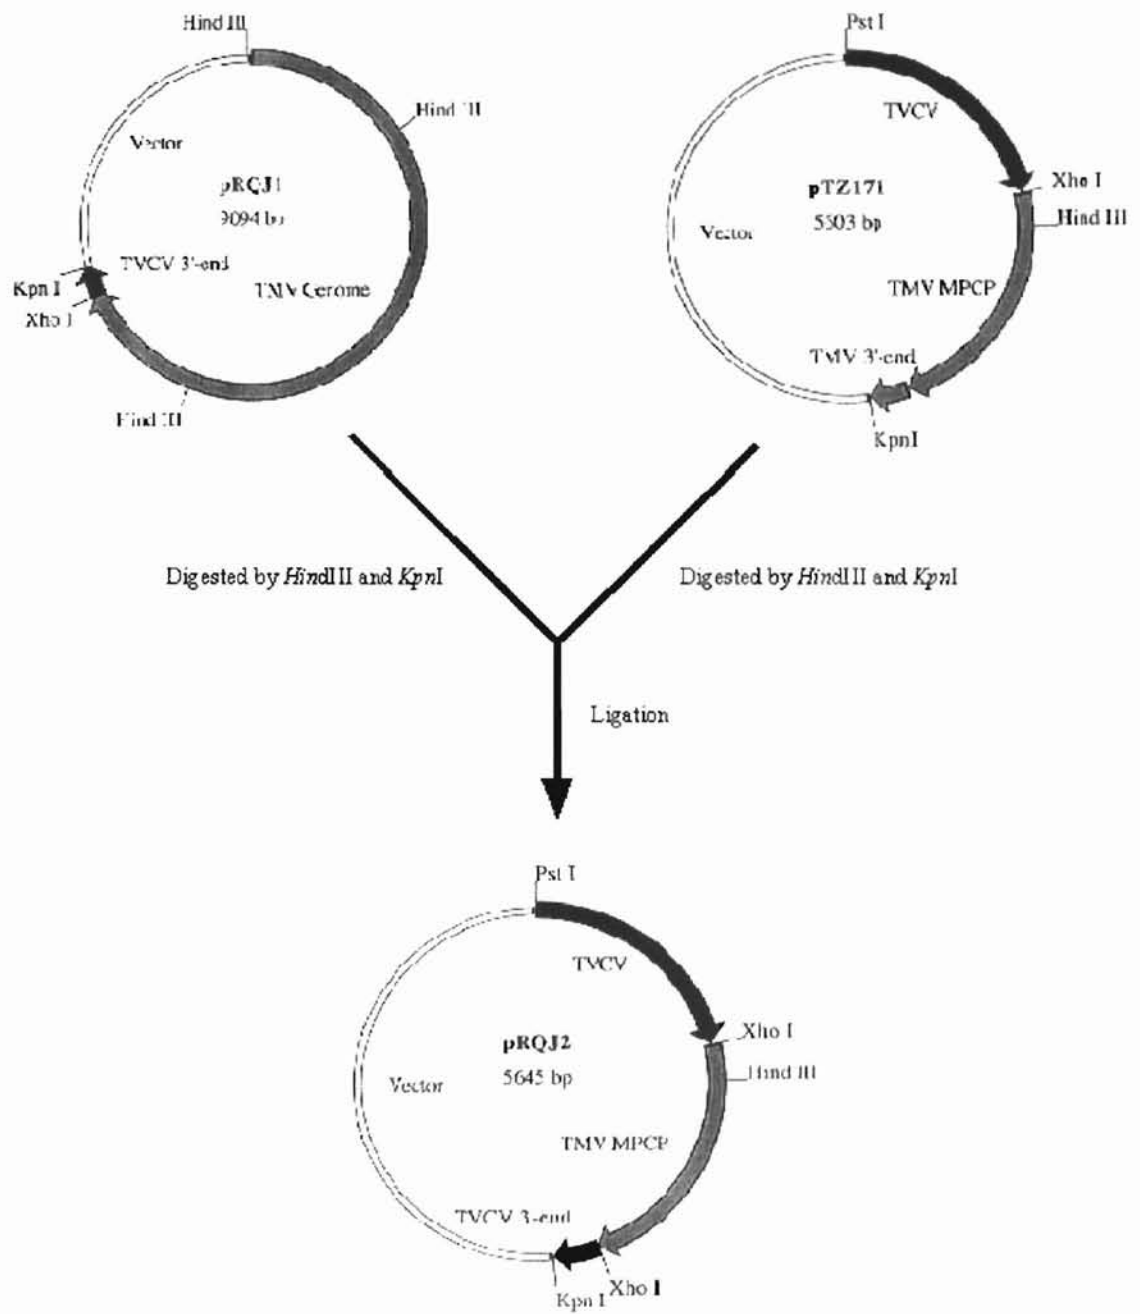 Hind III
Hind III
Vector
pRQJ1
9094 bp
TVCV 3'-end
Kpn I
TMV Genome
Xho I
Hind III
Pst I
TVCV
Xho I
pTZ171
Hind III
5503 bp
Vector
TMV MPCP
TMV 3'-end
KpnI
Digested by HindIII and KpnI
Digested by HindIII and KpnI
Ligation
Pst I
TVCV
Xho I
pRQJ2
Hind III
5645 bp
Vector
TMV MPCP
TVCV 3'-end
Xho I
Kpn I